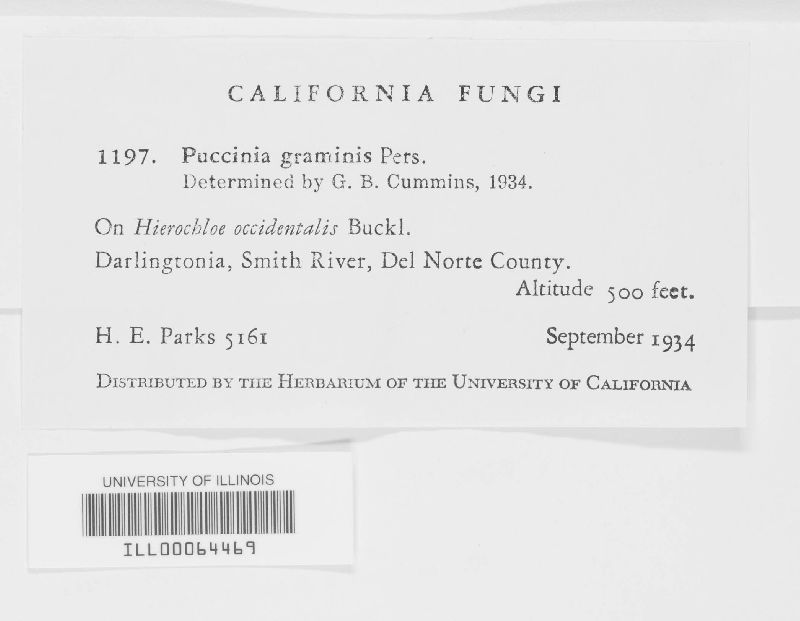 CALIFORNIA FUNGI
1197. Puccinia graminis Pers.
Determined by G. B. Cummins, 1934.
On Hierochloe occidentalis Buckl.
Darlingtonia, Smith River, Del Norte County.
Altitude 500 feet.
H. E. Parks 5161 September 1934
DISTRIBUTED BY THE HERBARIUM OF THE UNIVERSITY OF CALIFORNIA
UNIVERSITY OF ILLINOIS
ILL00064469